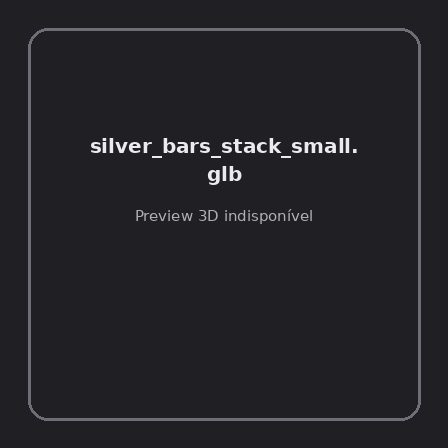 silver_bars_stack_small.
glb
Preview 3D indisponível